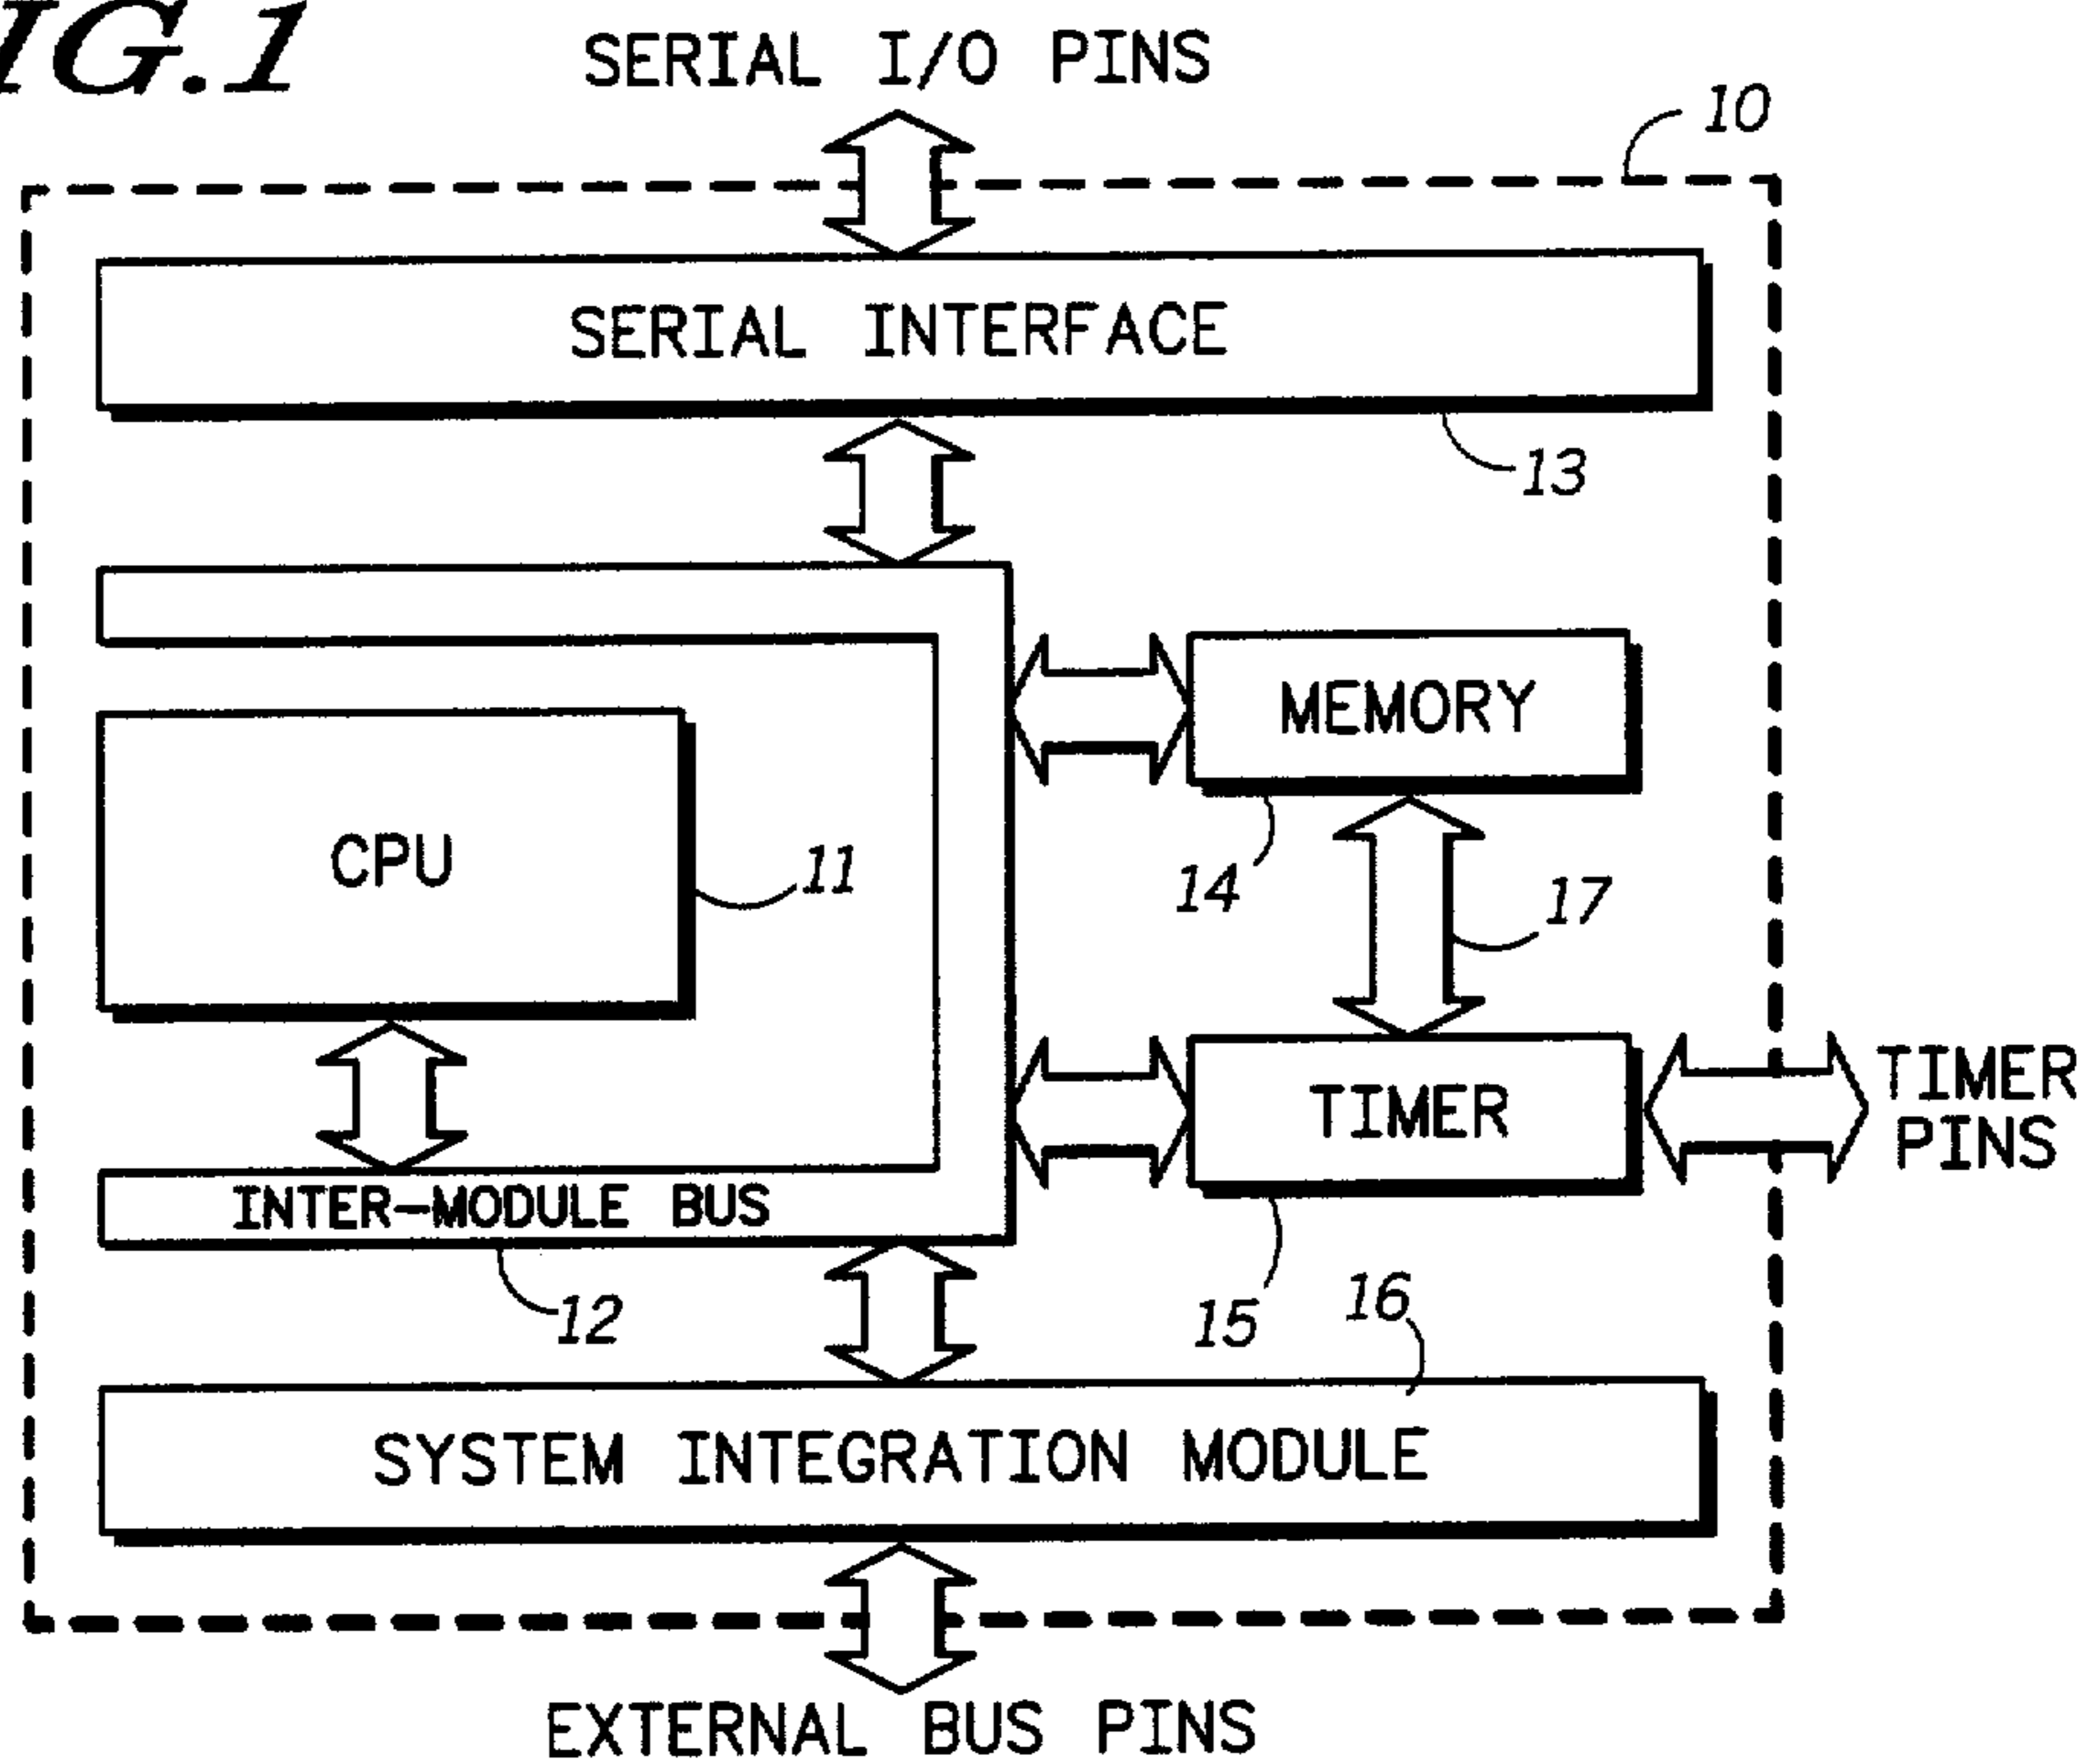 IG.1
SERIAL I/O PINS
10
SERIAL INTERFACE
13
MEMORY
CPU
11
14
17
TIMER
TIMER
PINS
INTER-MODULE BUS
12
15
16
SYSTEM INTEGRATION MODULE
EXTERNAL BUS PINS